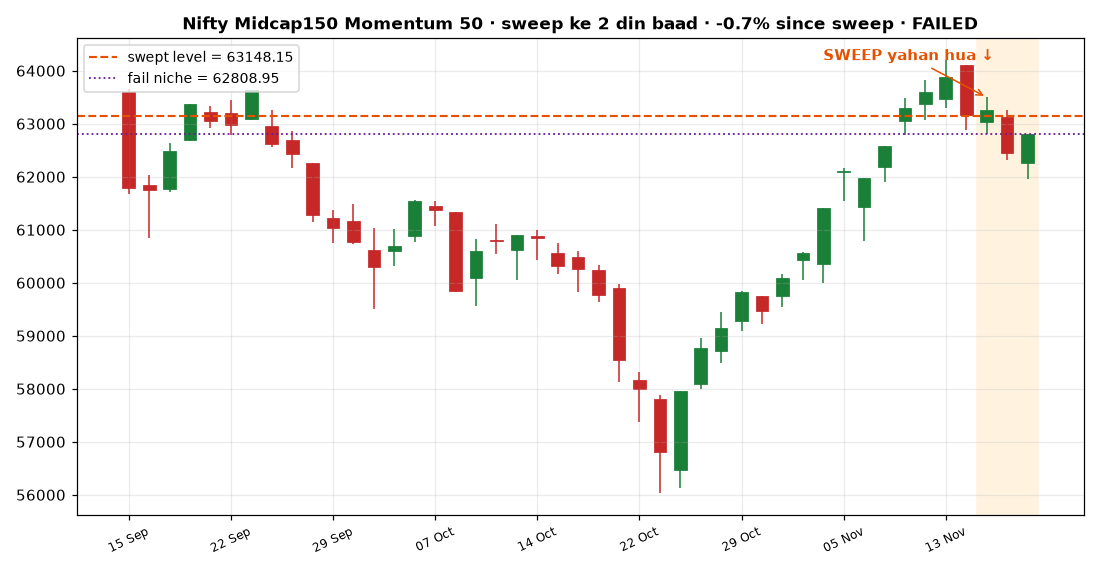 Nifty Midcap150 Momentum 50 · sweep ke 2 din baad · -0.7% since sweep · FAILED
swept level = 63148.15
fail niche = 62808.95
SWEEP yahan hua ↓
64000
63000
62000
61000
60000
59000
58000
57000
56000
15 Sep
22 Sep
29 Sep
07 Oct
14 Oct
22 Oct
29 Oct
05 Nov
13 Nov